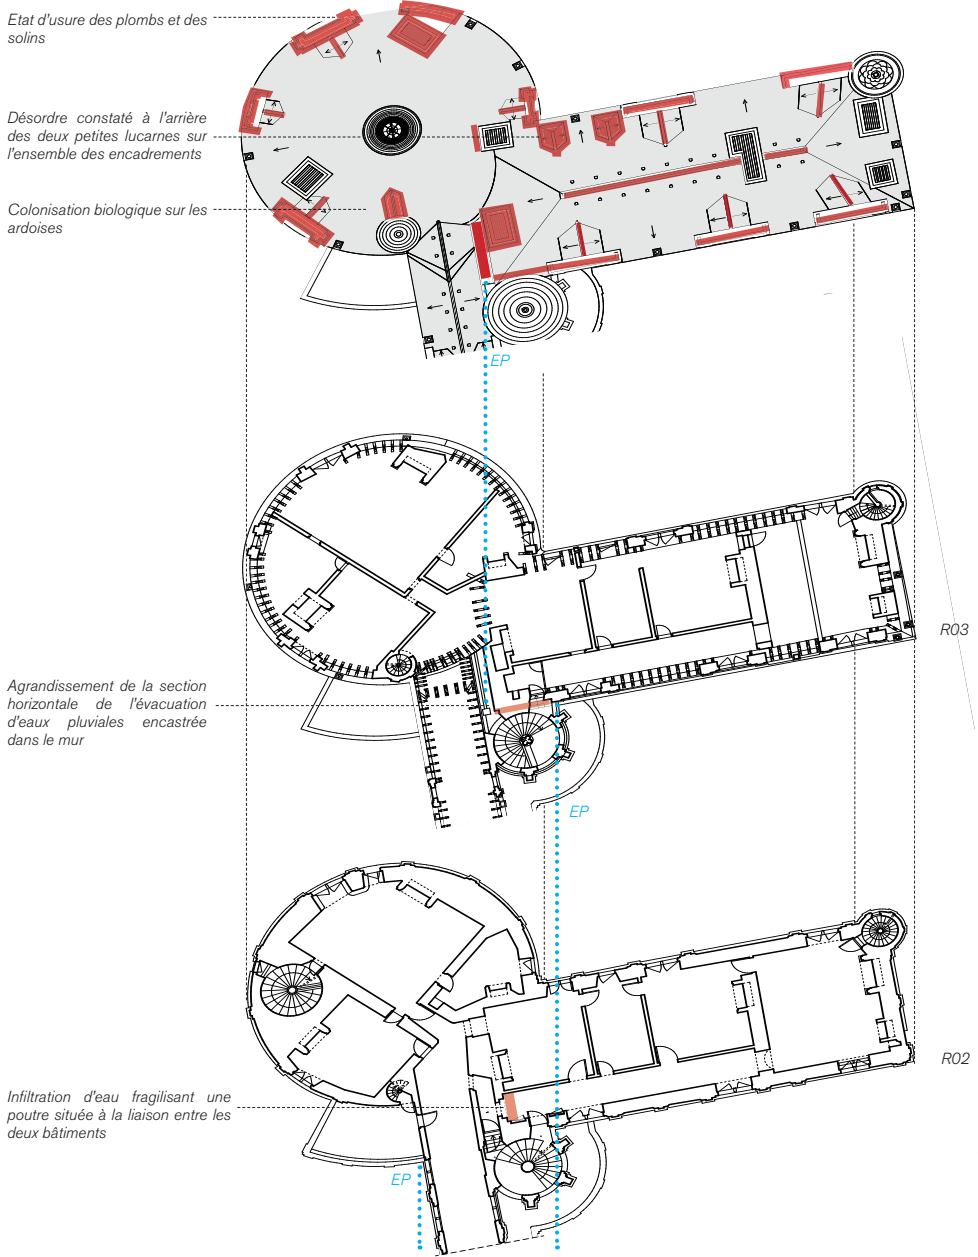 Etat d'usure des plombs et des
solins
Désordre constaté à l'arrière
des deux petites lucarnes sur
l'ensemble des encadrements
Colonisation biologique sur les
ardoises
EP
R03
Agrandissement de la section
horizontale de l'évacuation
d'eaux pluviales encastrée
dans le mur
EP
R02
Infiltration d'eau fragilisant une
poutre située à la liaison entre les
deux bâtiments
EP